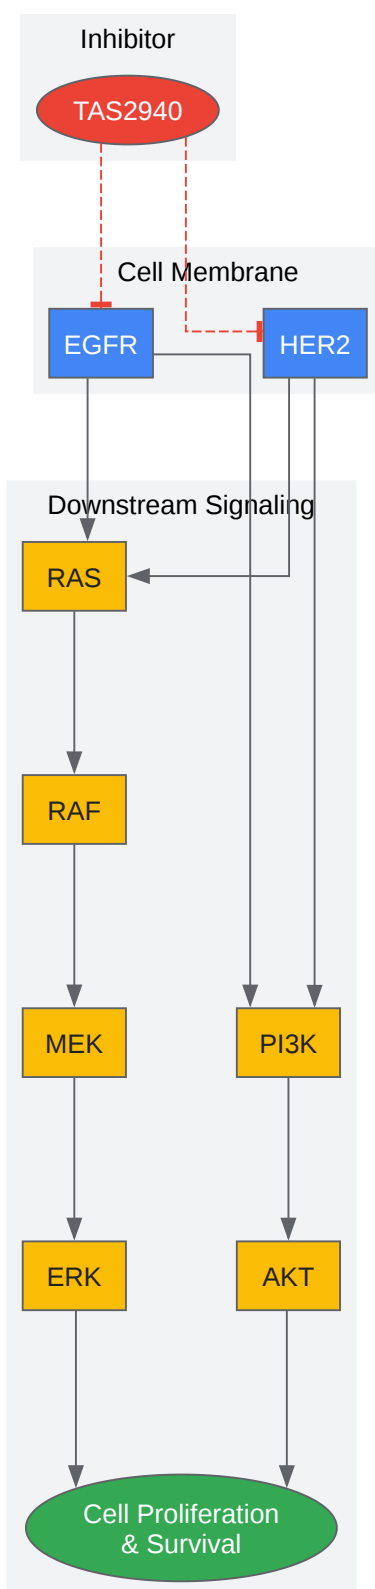 Inhibitor
TAS2940
Cell Membrane
EGFR
HER2
Downstream Signaling
RAS
RAF
MEK
PI3K
ERK
AKT
Cell Proliferation
& Survival